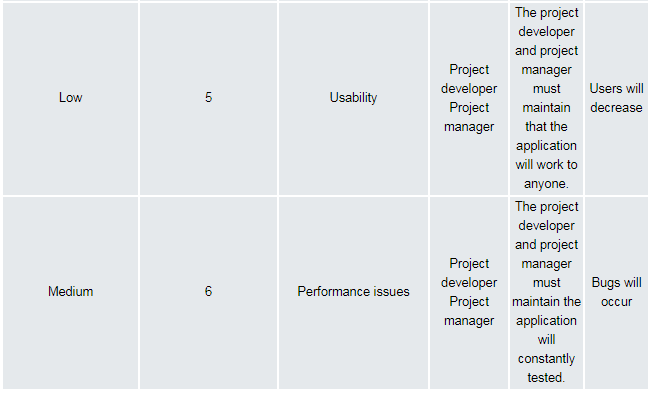 Low
5
Usability
Project
developer
Project
manager
The project
developer
and project
manager
must
maintain
that the
application
will work to
anyone.
Users will
decrease
Medium
6
Performance issues
Project
developer
Project
manager
The project
developer
and project
manager
must
maintain the
application
will
constantly
tested.
Bugs will
occur